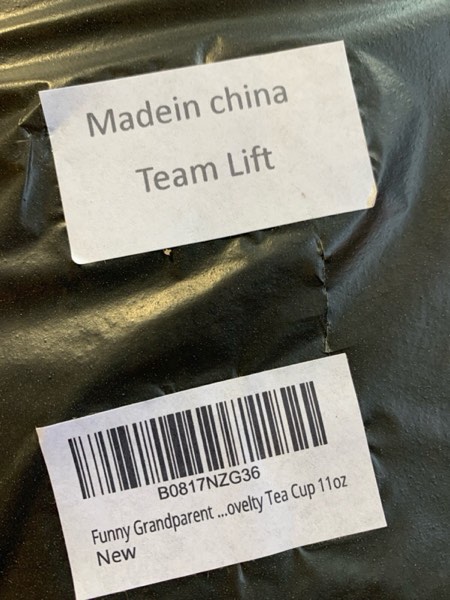 Madein china
Team Lift
B0817NZG36
Funny Grandparent ...ovelty Tea Cup 11oz
New